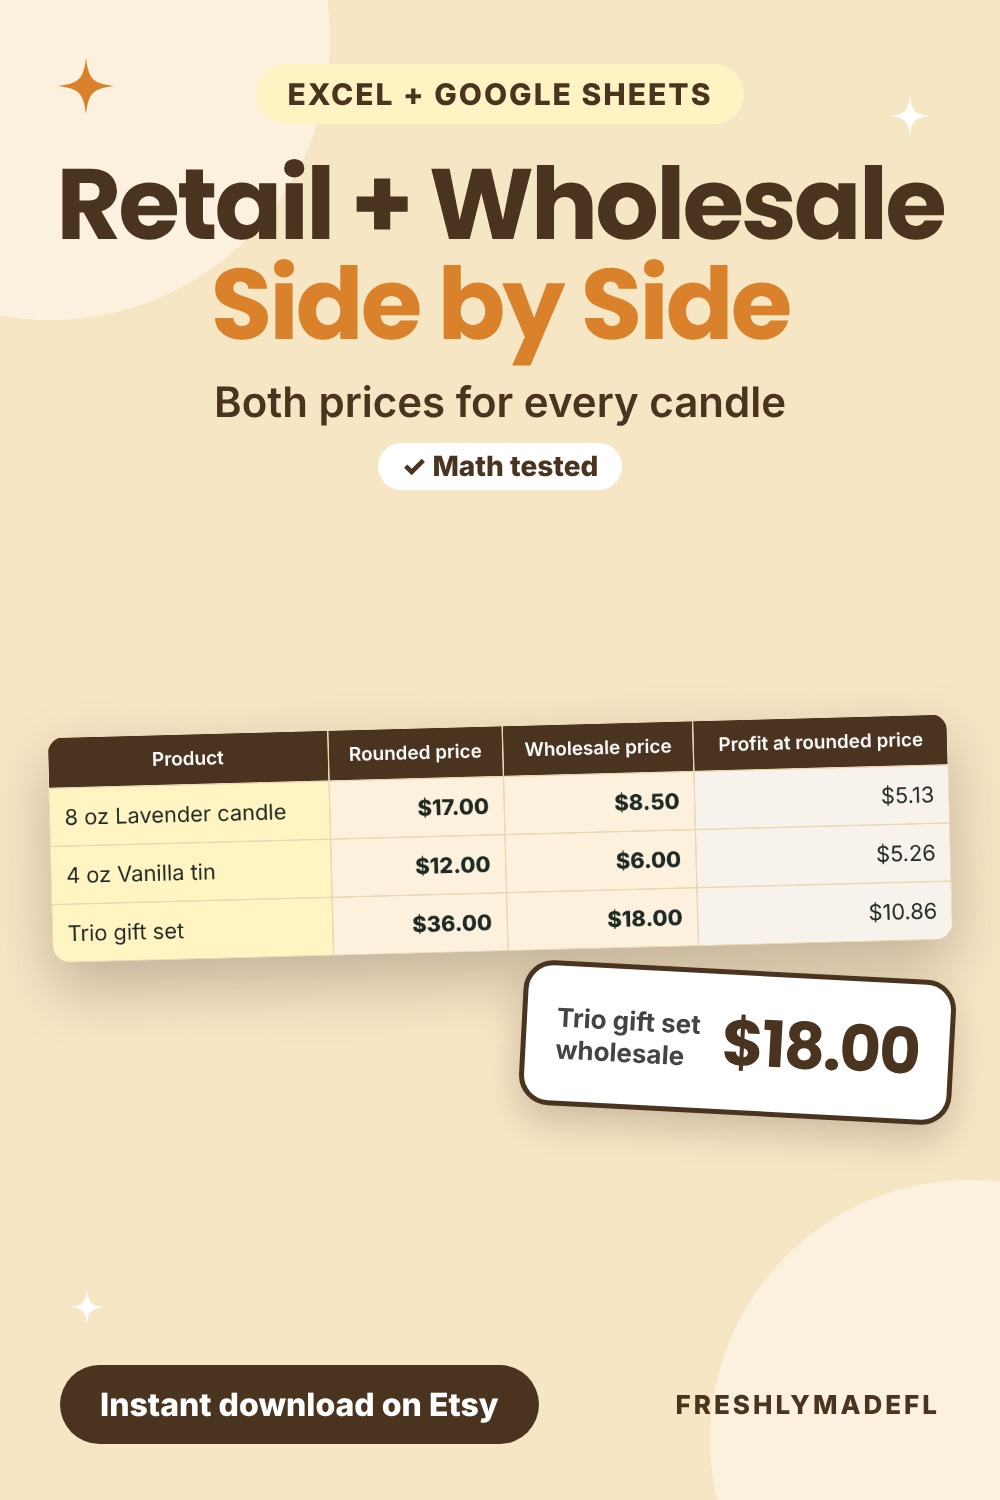 EXCEL + GOOGLE SHEETS
Retail + Wholesale
Side by Side
Both prices for every candle
✓ Math tested
Product Rounded price Wholesale price Profit at rounded price
8 oz Lavender candle $17.00 $8.50 $5.13
4 oz Vanilla tin $12.00 $6.00 $5.26
Trio gift set $36.00 $18.00 $10.86
Trio gift set
wholesale
$18.00
Instant download on Etsy
FRESHLYMADEFL